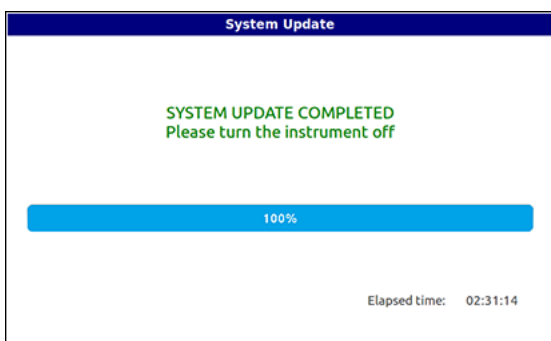 System Update
SYSTEM UPDATE COMPLETED
Please turn the instrument off
100%
Elapsed time: 02:31:14